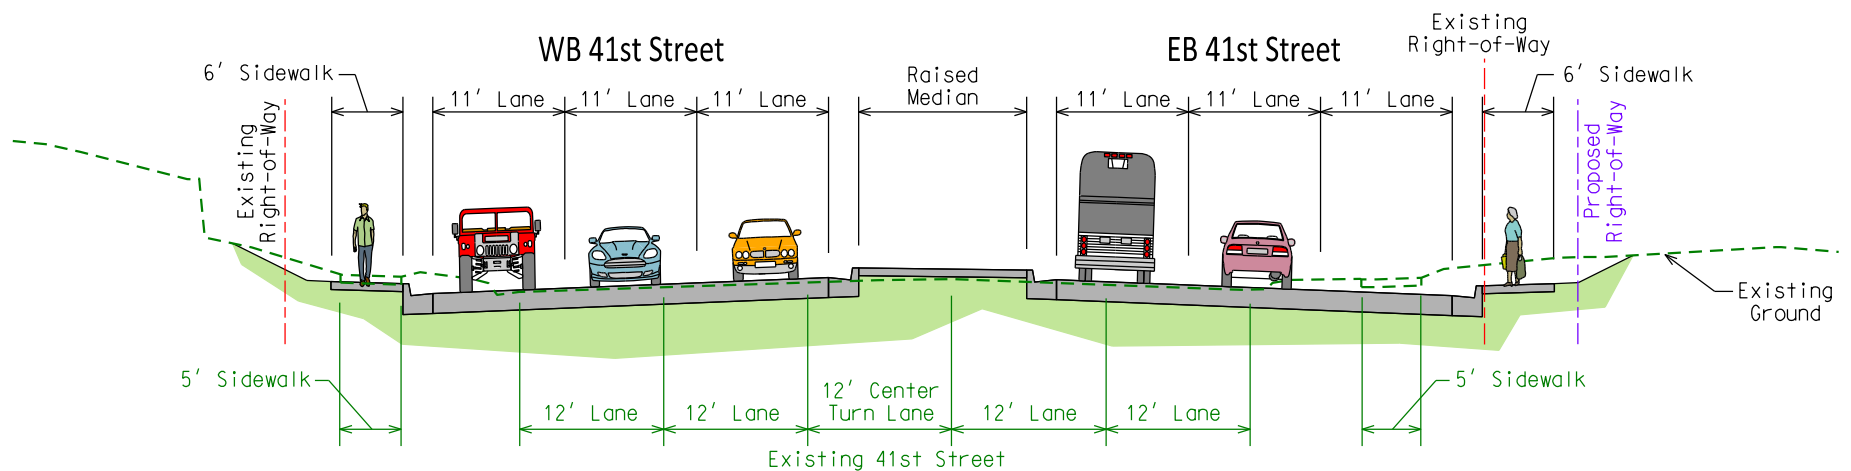 WB 41st Street
EB 41st Street
Existing
Right-of-Way
6' Sidewalk
Raised
Median
6' Sidewalk
11' Lane
11' Lane
11' Lane
11' Lane
11' Lane
11' Lane
Existing
Right-of-Way
Proposed
Right-of-Way
Existing
Ground
5' Sidewalk
12' Lane
12' Lane
12' Center
Turn Lane
12' Lane
12' Lane
5' Sidewalk
Existing 41st Street